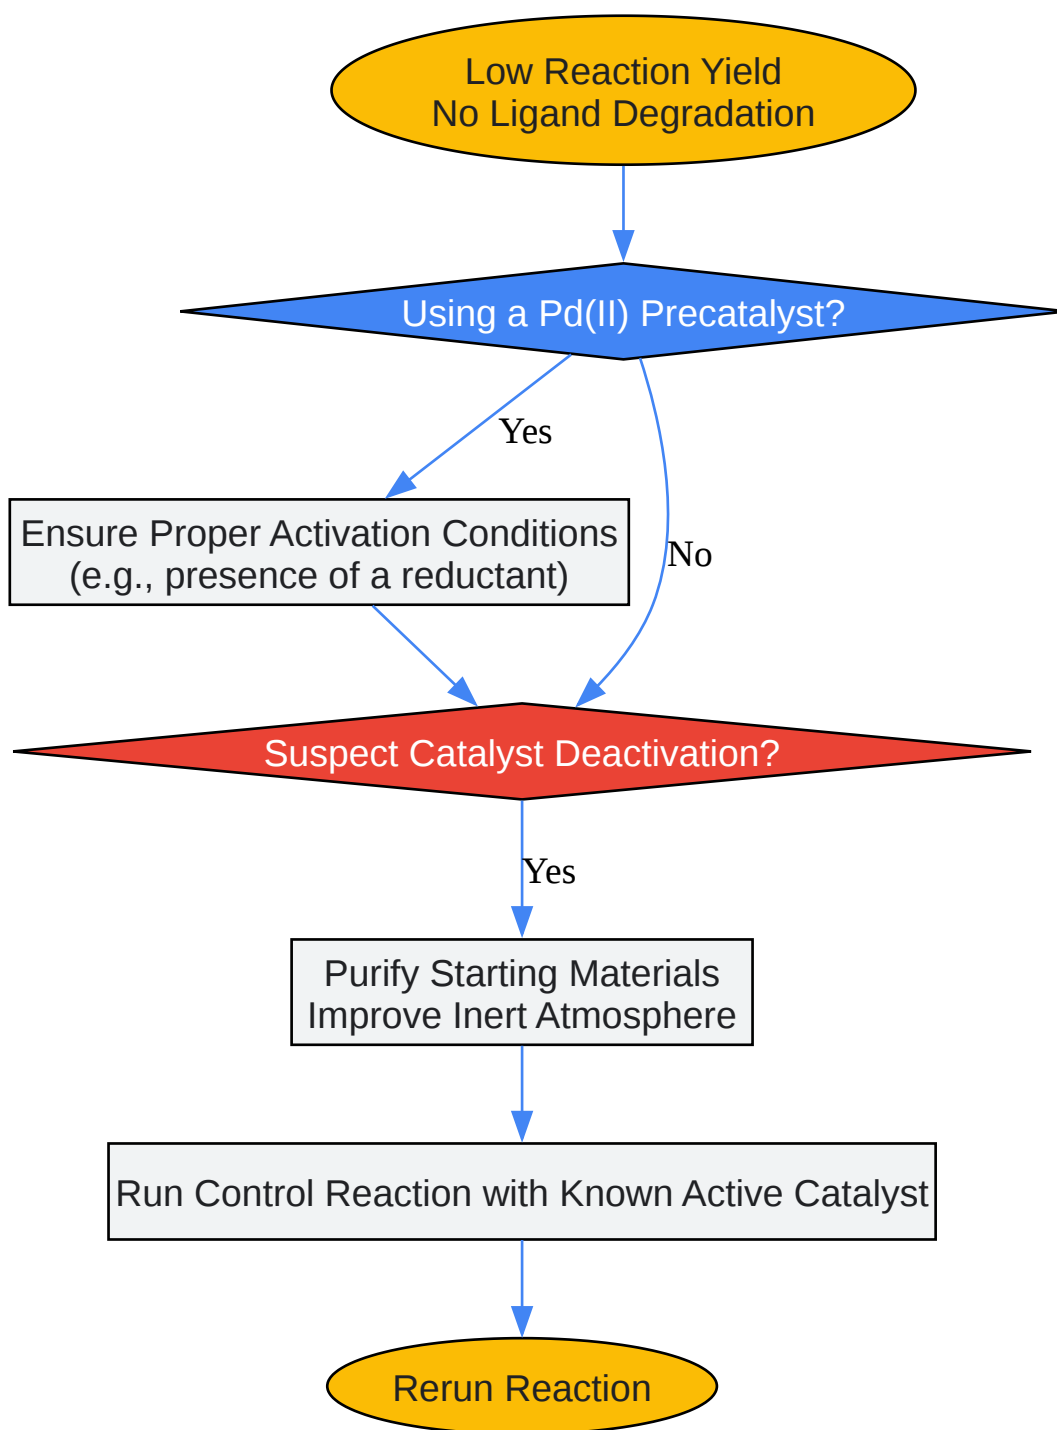 Low Reaction Yield
No Ligand Degradation
Using a Pd(II) Precatalyst?
Yes
Ensure Proper Activation Conditions
(e.g., presence of a reductant)
No
Suspect Catalyst Deactivation?
Yes
Purify Starting Materials
Improve Inert Atmosphere
Run Control Reaction with Known Active Catalyst
Rerun Reaction